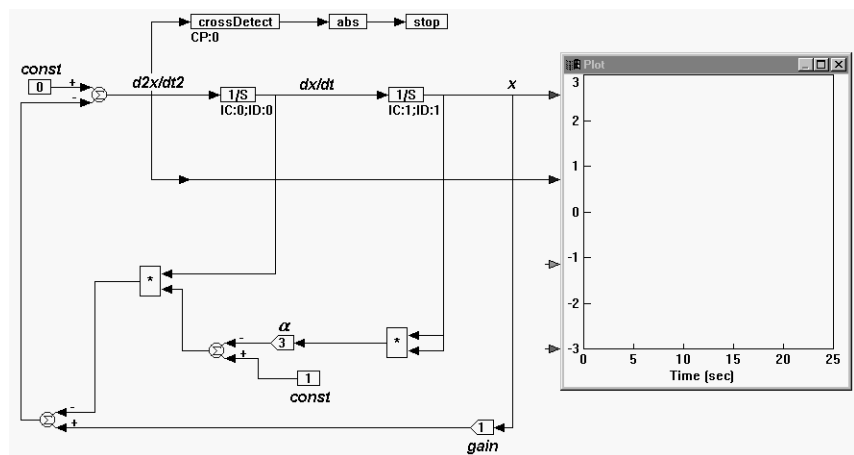 crossDetect
abs
stop
CP:0
const
+
0
-
d2x/dt2
1/S
dx/dt
1/S
x
IC:0;ID:0
IC:1;ID:1
Plot
3
2
1
0
-1
-2
-3
0 5 10 15 20 25
Time (sec)
*
α
-
3
*
+
1
const
-
+
1
gain